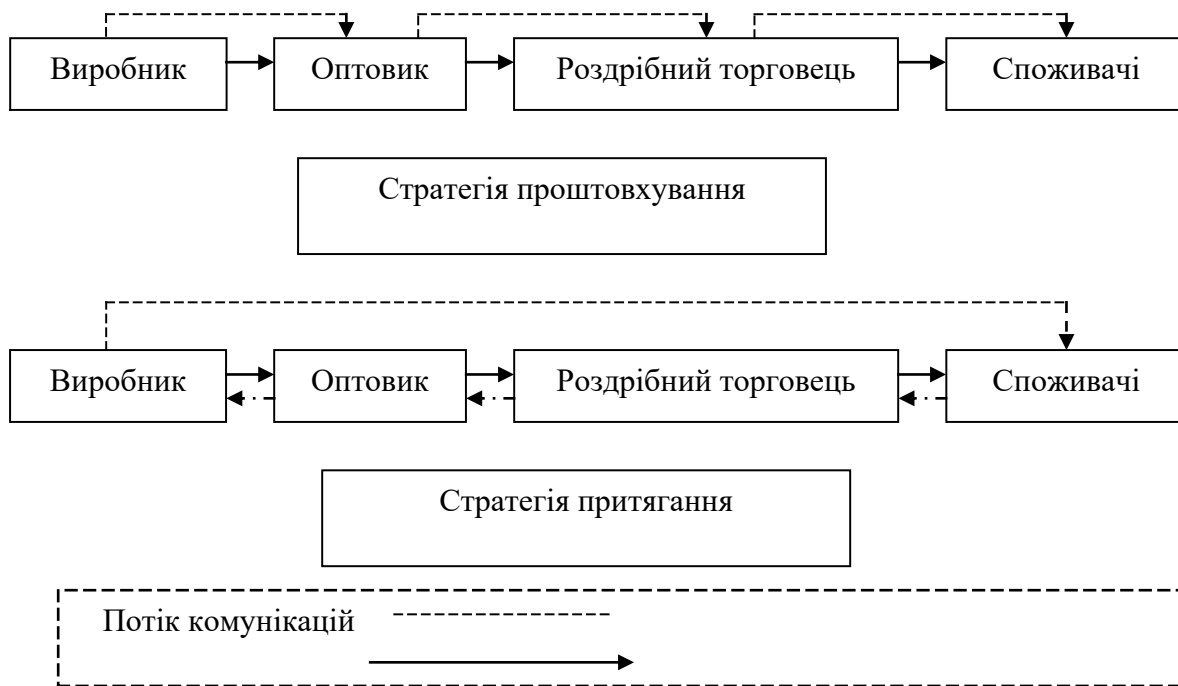 Виробник
Оптовик
Роздрібний торговець
Споживачі
Стратегія проштовхування
Виробник
Оптовик
Роздрібний торговець
Споживачі
Стратегія притягання
Потік комунікацій